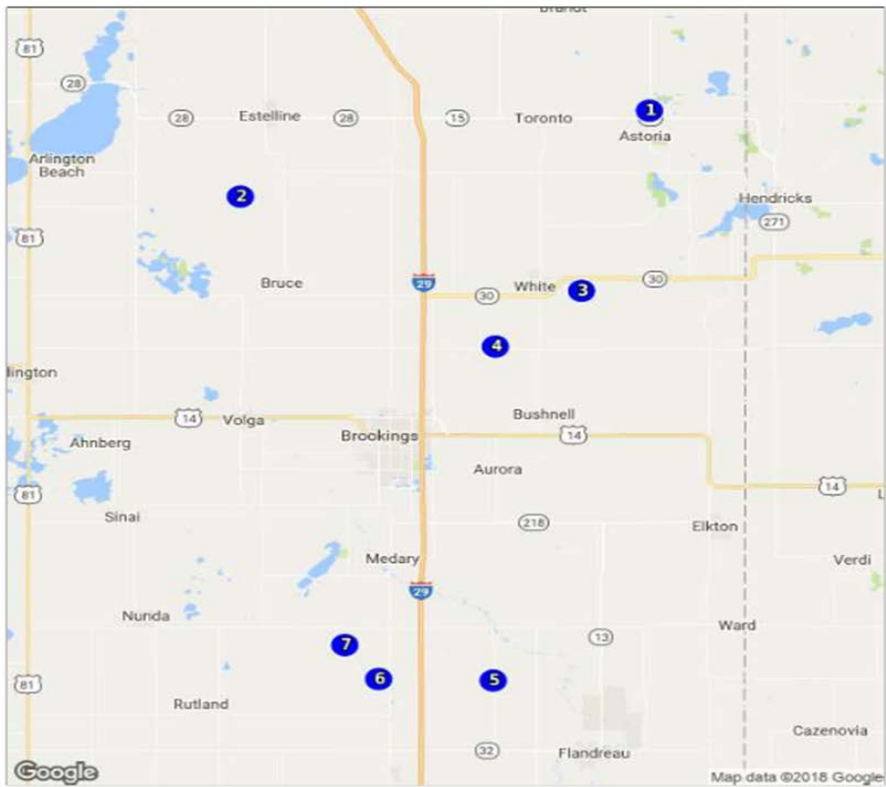 81
28
28
Estelline
28
15
Toronto
1
Astoria
Arlington
Beach
2
Hendricks
271
81
Bruce
29
30
White
3
30
4
lington
14
Volga
Bushnell
Brookings
14
Ahnberg
Aurora
81
14
Sinai
218
Elkton
Medary
Verdi
29
Nunda
Ward
13
7
6
5
81
Rutland
32
Flandreau
Cazenovia
Google
Map data ©2018 Google